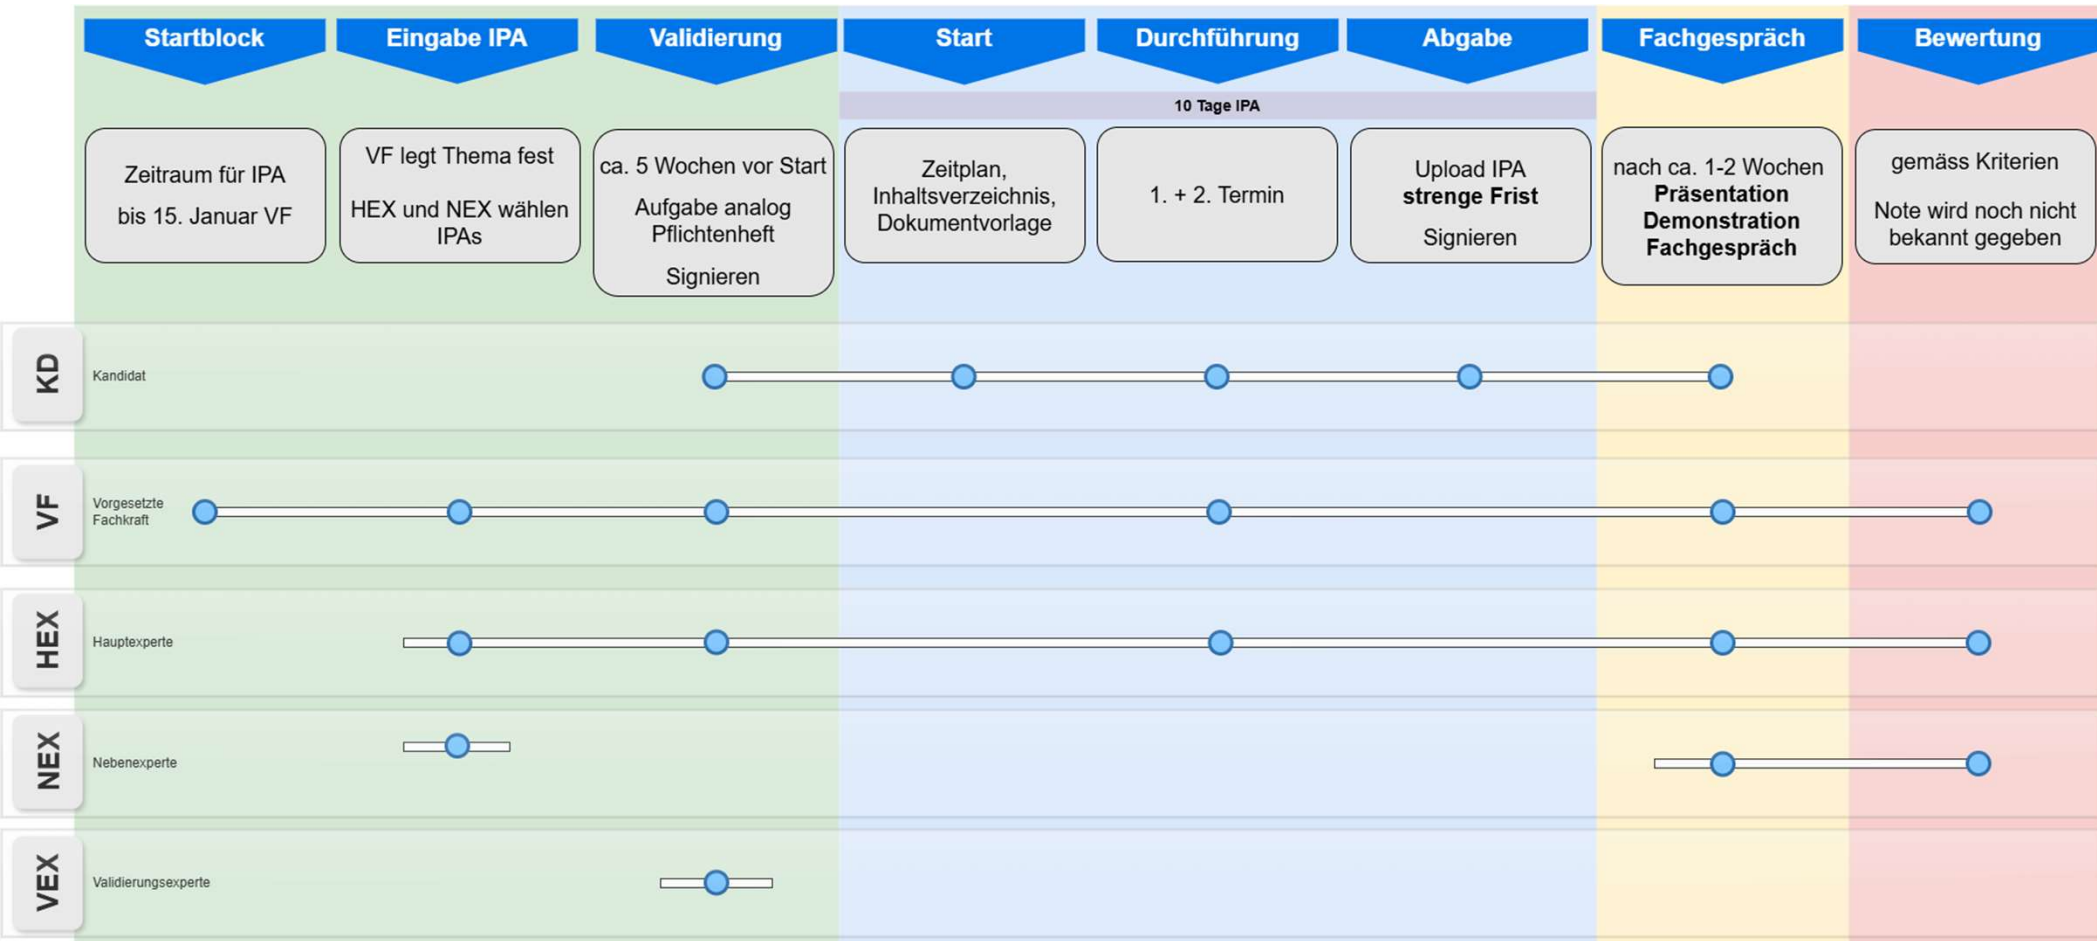 Startblock
Eingabe IPA
Validierung
Start
Durchführung
Abgabe
Fachgespräch
Bewertung
10 Tage IPA
Zeitraum für IPA
bis 15. Januar VF
VF legt Thema fest
HEX und NEX wählen
IPAs
ca. 5 Wochen vor Start
Aufgabe analog
Pflichtenheft
Signieren
Zeitplan,
Inhaltsverzeichnis,
Dokumentvorlage
1. + 2. Termin
Upload IPA
strenge Frist
Signieren
nach ca. 1-2 Wochen
Präsentation
Demonstration
Fachgespräch
gemäss Kriterien
Note wird noch nicht
bekannt gegeben
KD
Kandidat
VF
Vorgesetzte
Fachkraft
HEX
Hauptexperte
NEX
Nebenexperte
VEX
Validierungsexperte